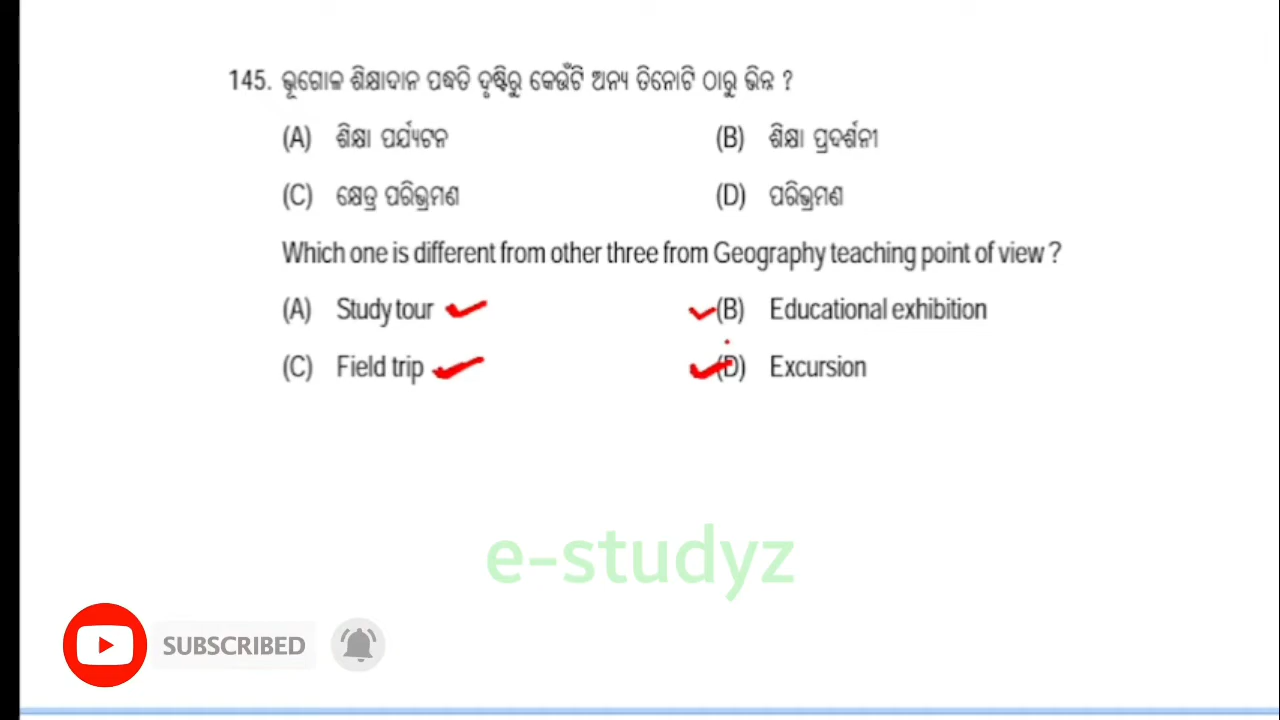 145. ଭୂଗୋଳ ଶିକ୍ଷାଦାନ ପଦ୍ଧତି ଦୃଷ୍ଟିରୁ କେଉଁଟି ଅନ୍ୟ ତିନୋଟି ଠାରୁ ଭିନ୍ନ ?
(A) ଶିକ୍ଷା ପର୍ଯ୍ୟଟନ (B) ଶିକ୍ଷା ପ୍ରଦର୍ଶନୀ
(C) କ୍ଷେତ୍ର ପରିଭ୍ରମଣ (D) ପରିଭ୍ରମଣ
Which one is different from other three from Geography teaching point of view ?
(A) Study tour (B) Educational exhibition
(C) Field trip (D) Excursion
e-studyz
SUBSCRIBED